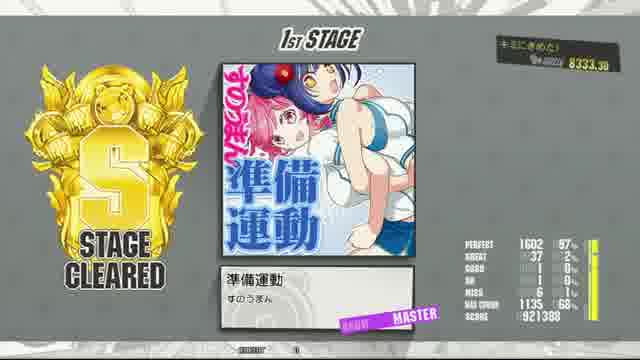 1ST STAGE
キミにきめた!
8333.30
S
STAGE
CLEARED
すのうまん
準備
運動
準備運動
すのうまん
MASTER
PERFECT 1602 97%
GREAT 37 2%
GOOD 1 0%
1 0%
MISS 6 1%
MAX COMBO 1135 68%
SCORE 921388